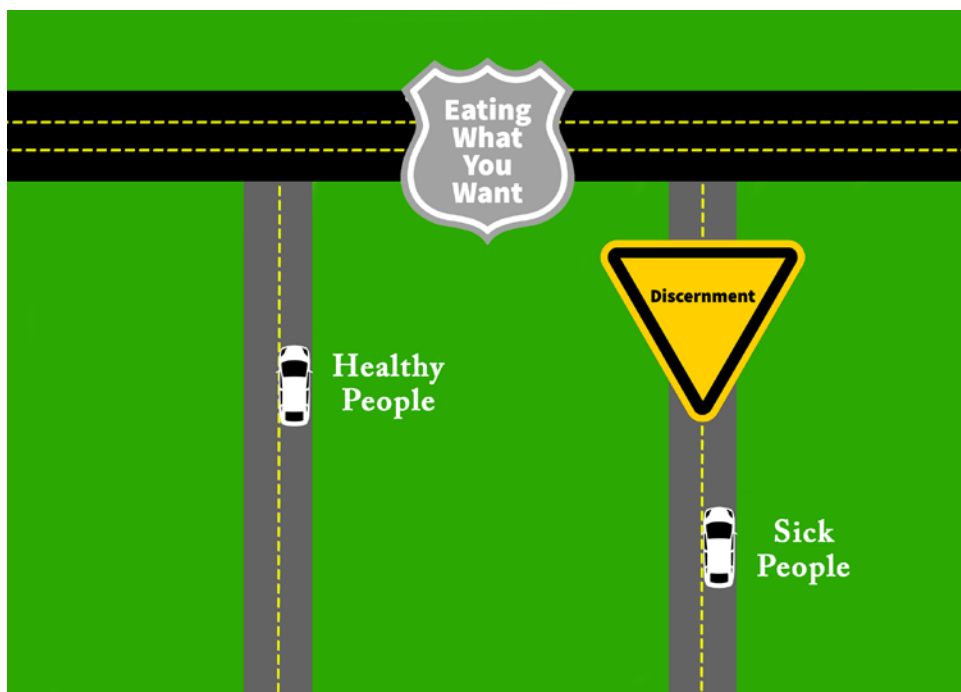 Eating
What
You
Want
Discernment
Healthy
People
Sick
People